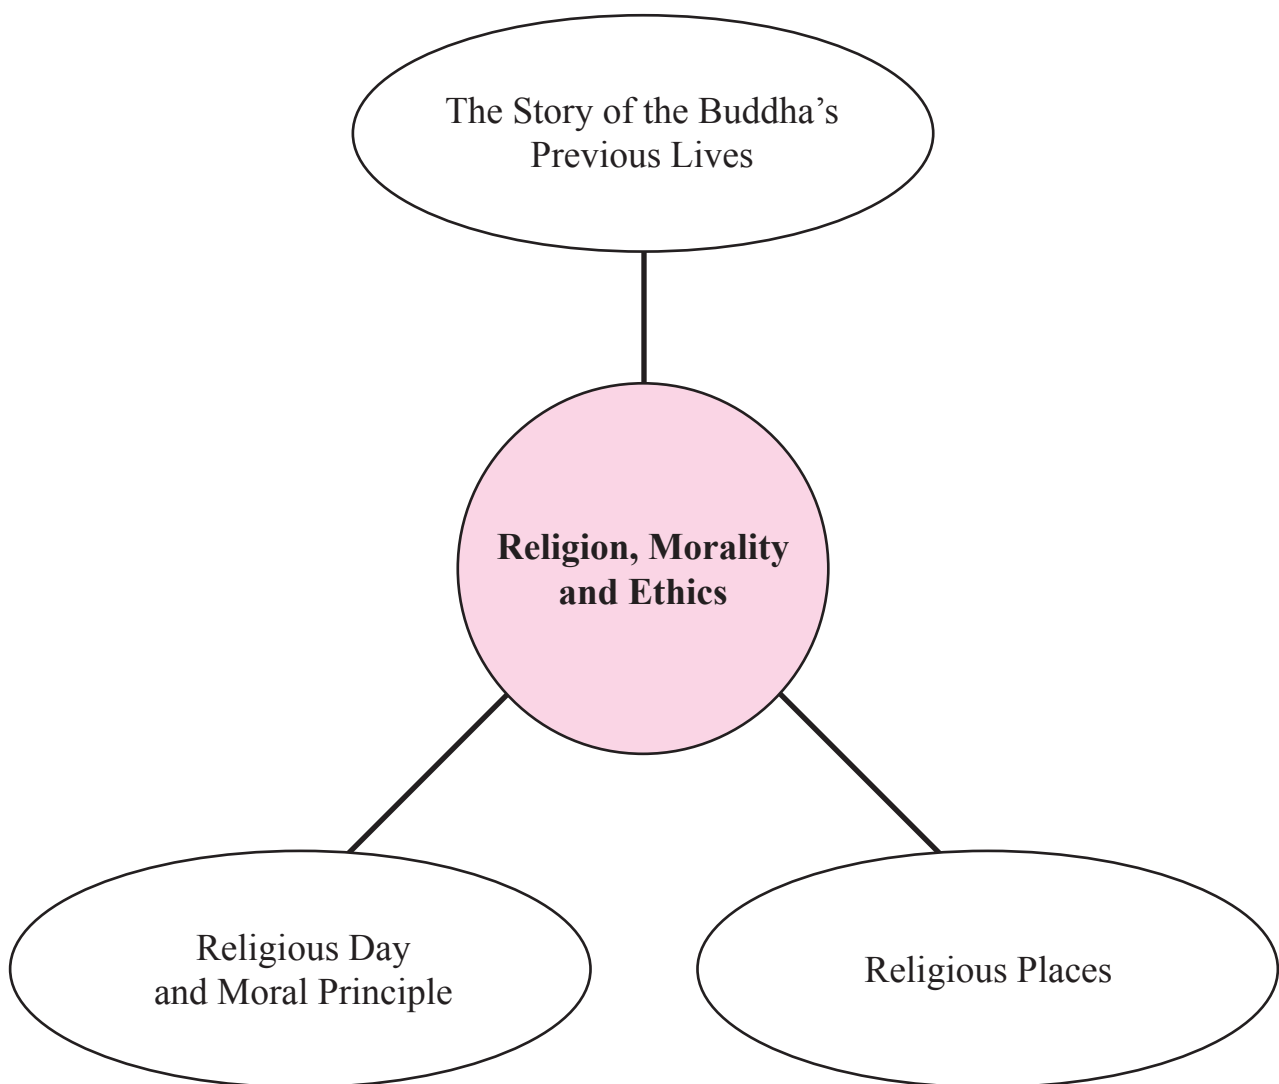 The Story of the Buddha’s
Previous Lives
Religion, Morality
and Ethics
Religious Day
and Moral Principle
Religious Places